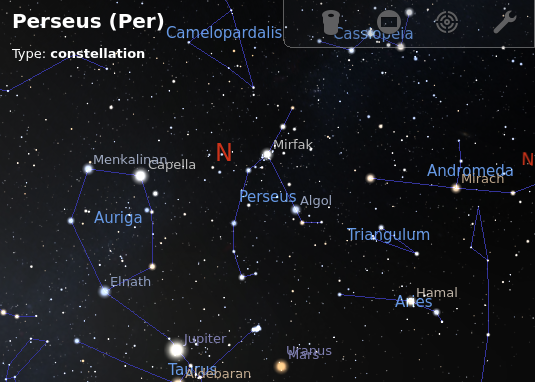 Perseus (Per)
Type: constellation
Camelopardalis
Cassiopeia
Mirfak
N
N
Menkalinan
Capella
Andromeda
Mirach
Perseus
Algol
Auriga
Triangulum
Elnath
Hamal
Aries
Jupiter
Uranus
Mars
Taurus
Aldebaran